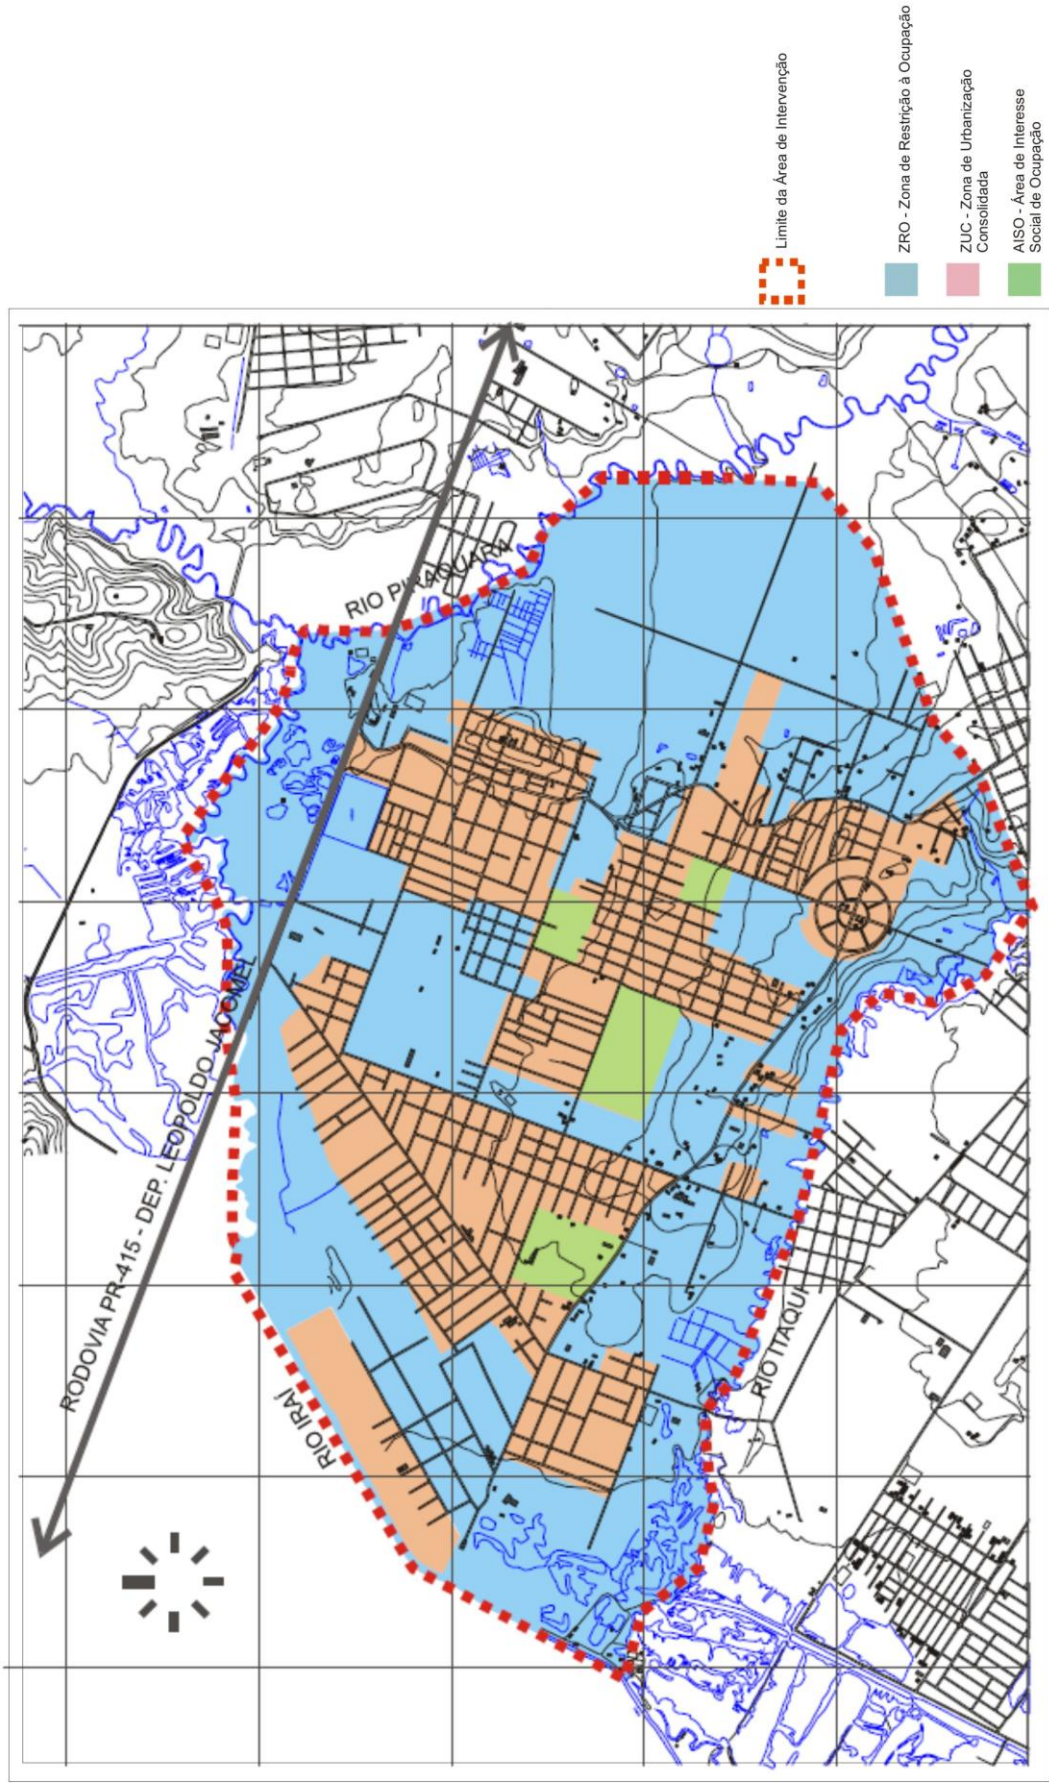 RODOVIA PR-415 - DEP. LEOPOLDO JACOMEL
RIO PIRAQUARA
RIO IRAÍ
RIO ITAQUI
Limite da Área de Intervenção
ZRO - Zona de Restrição à Ocupação
ZUC - Zona de Urbanização
Consolidada
AISO - Área de Interesse
Social de Ocupação